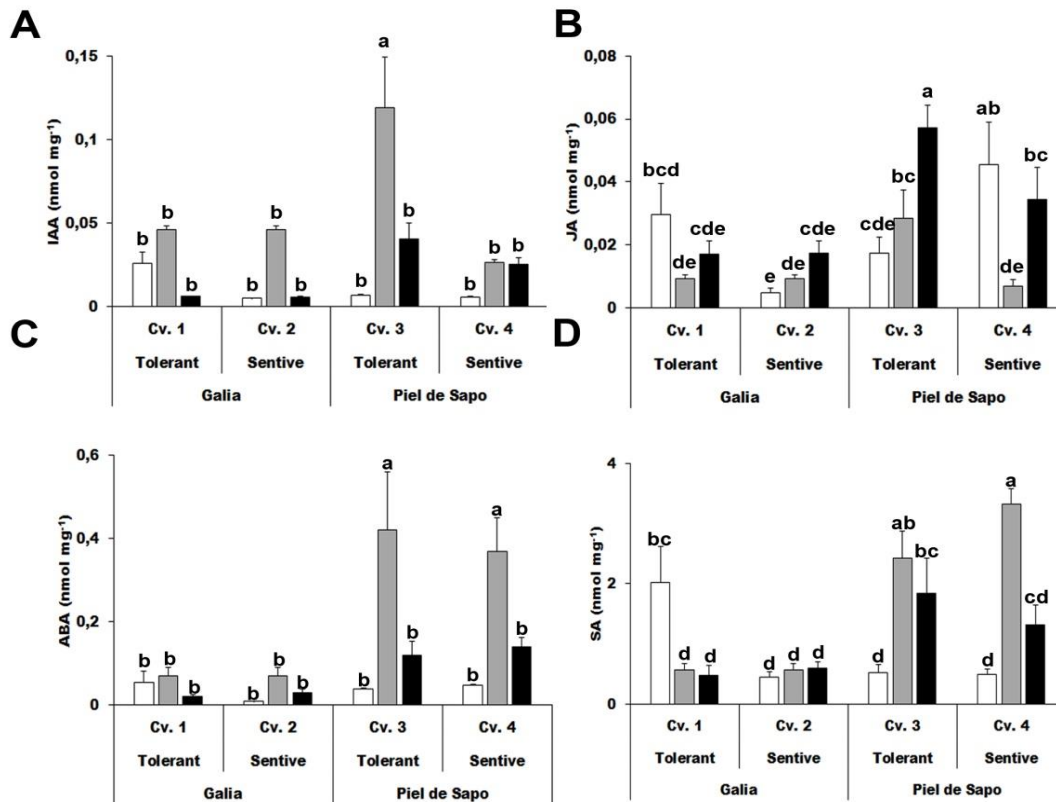 A
IAA (nmol mg⁻¹)
0,15
0,1
0,05
0
b b b b b b b a b b b b
Cv. 1 Cv. 2 Cv. 3 Cv. 4
Tolerant Sentive Tolerant Sentive
Galia Piel de Sapo
B
JA (nmol mg⁻¹)
0,08
0,06
0,04
0,02
0
bcd de cde e de cde cde bc a ab de bc
Cv. 1 Cv. 2 Cv. 3 Cv. 4
Tolerant Sentive Tolerant Sentive
Galia Piel de Sapo
C
ABA (nmol mg⁻¹)
0,6
0,4
0,2
0
b b b b b b b a b b a b
Cv. 1 Cv. 2 Cv. 3 Cv. 4
Tolerant Sentive Tolerant Sentive
Galia Piel de Sapo
D
SA (nmol mg⁻¹)
4
2
0
bc d d d d d d ab bc d a cd
Cv. 1 Cv. 2 Cv. 3 Cv. 4
Tolerant Sentive Tolerant Sentive
Galia Piel de Sapo